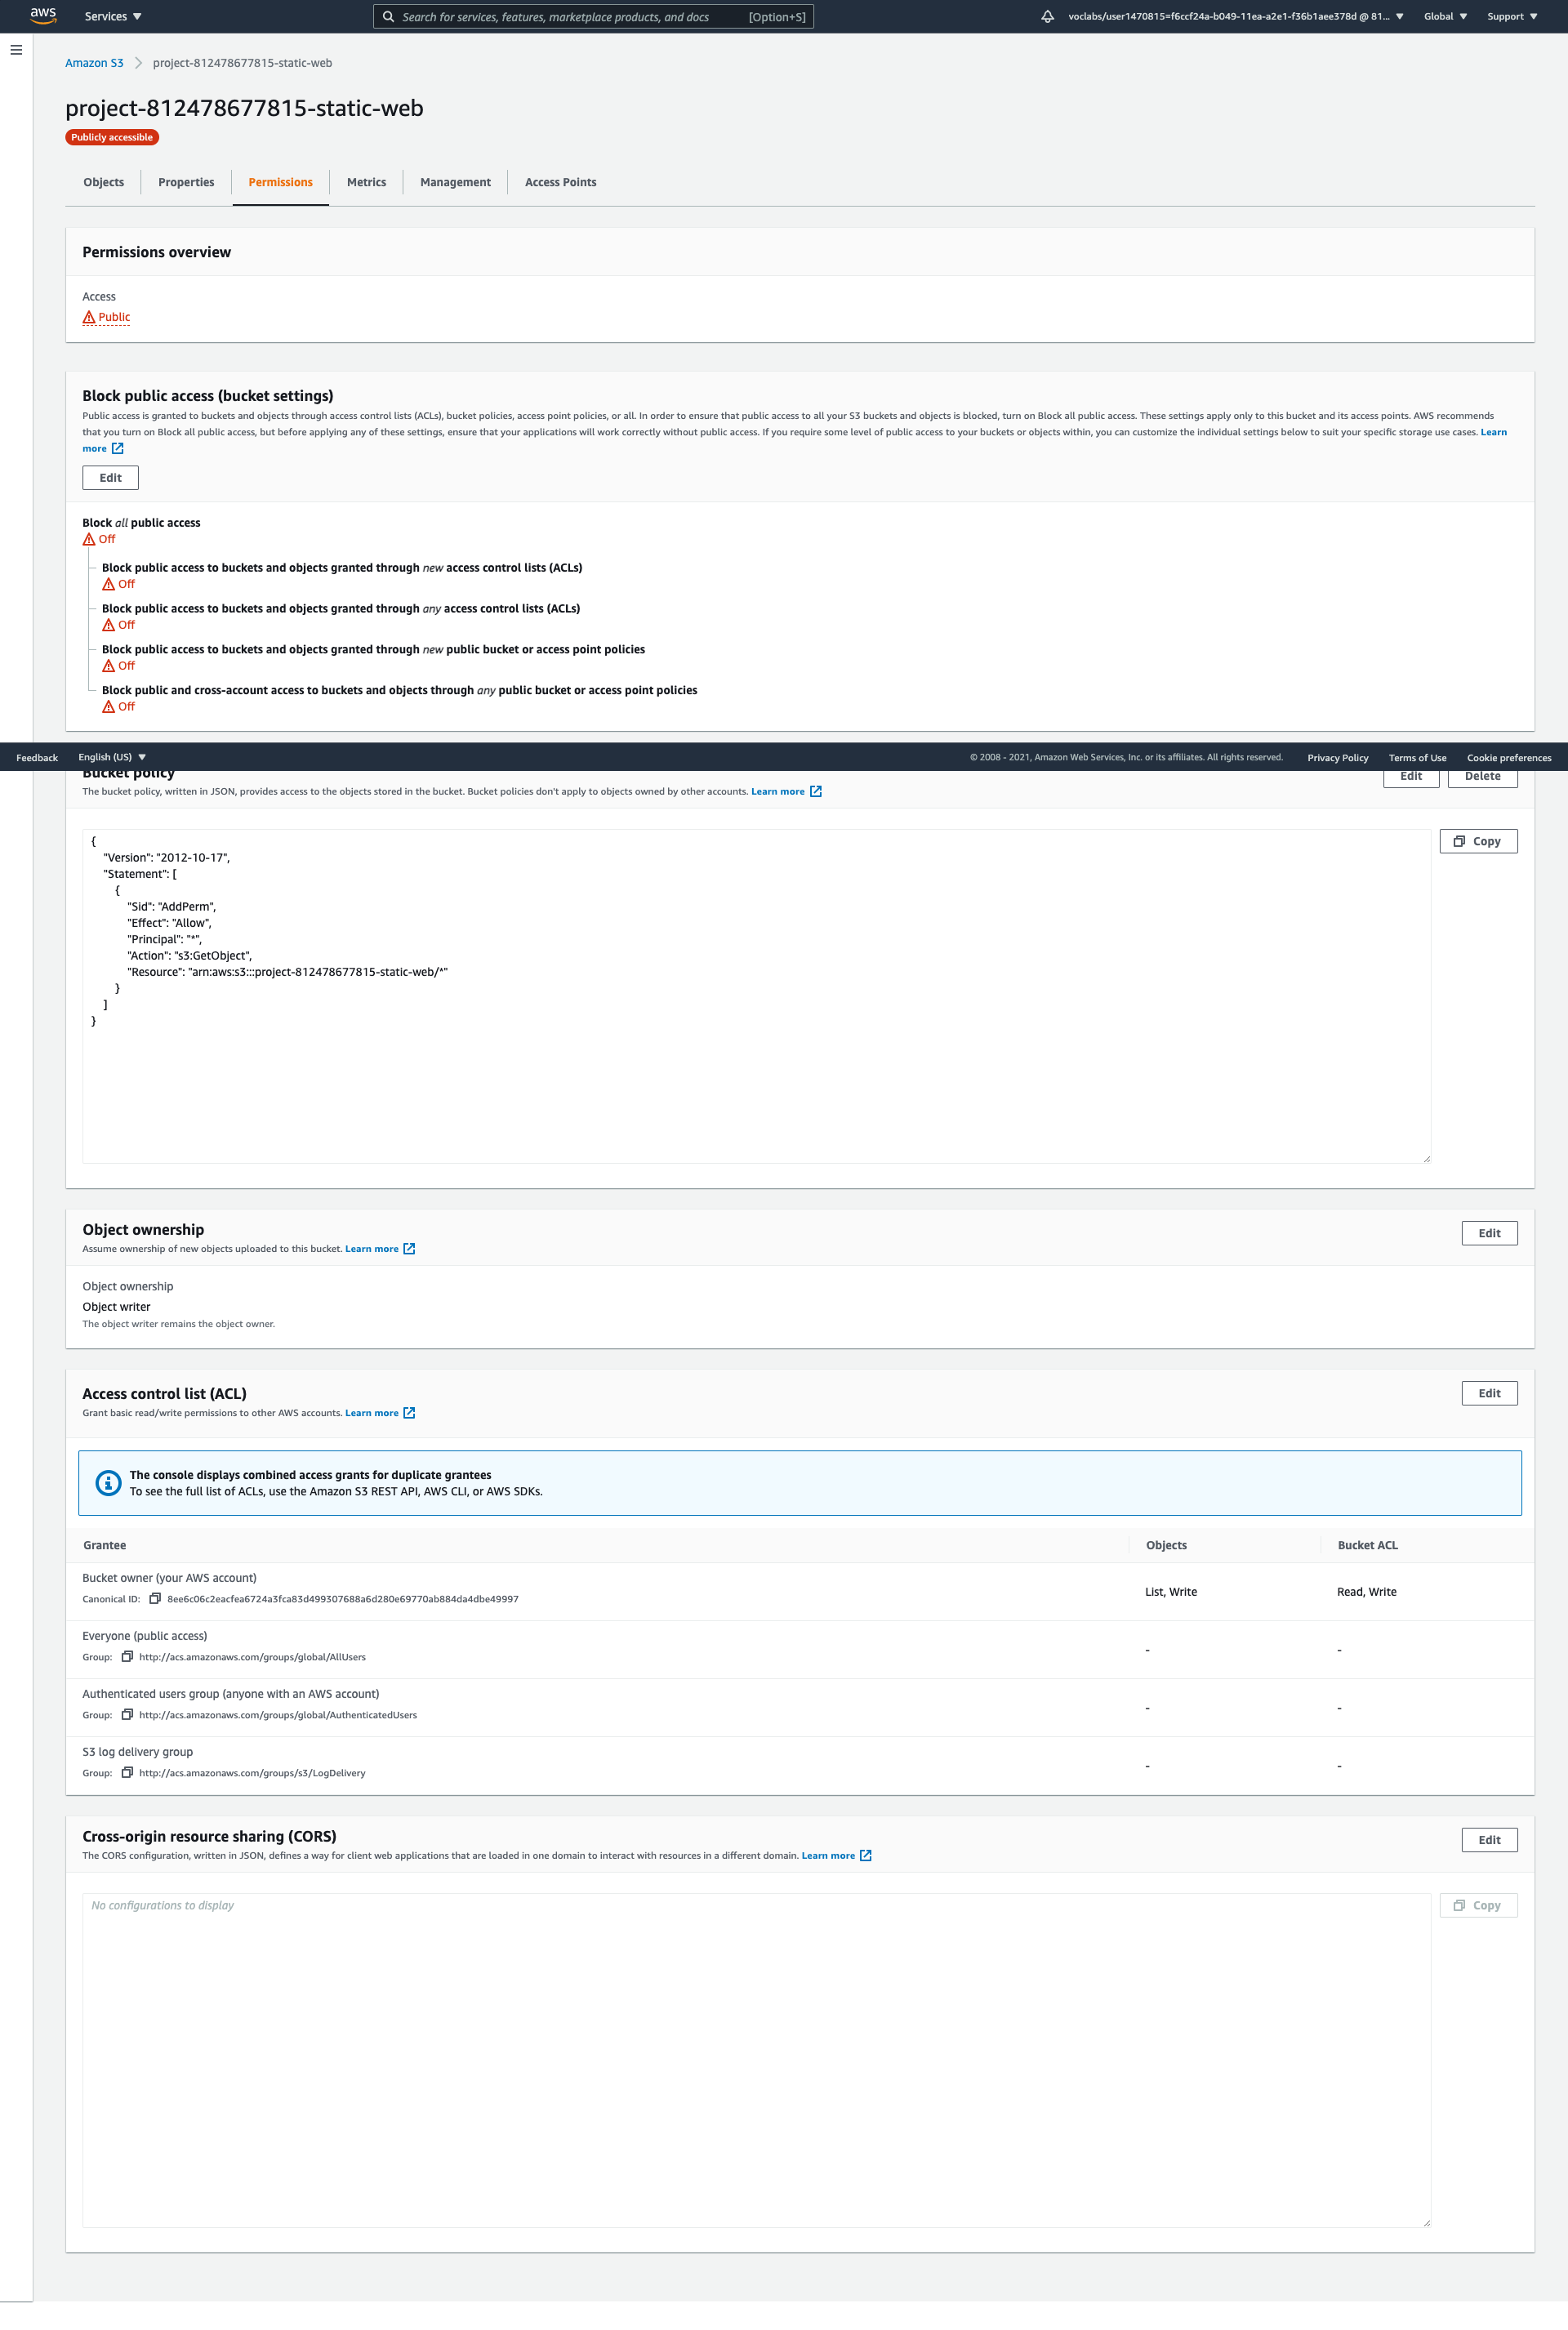 aws
Services
Search for services, features, marketplace products, and docs [Option+S]
voclabs/user1470815=f6ccf24a-b049-11ea-a2e1-f36b1aee378d @ 81...
Global
Support
Amazon S3 > project-812478677815-static-web
project-812478677815-static-web
Publicly accessible
Objects
Properties
Permissions
Metrics
Management
Access Points
Permissions overview
Access
Public
Block public access (bucket settings)
Public access is granted to buckets and objects through access control lists (ACLs), bucket policies, access point policies, or all. In order to ensure that public access to all your S3 buckets and objects is blocked, turn on Block all public access. These settings apply only to this bucket and its access points. AWS recommends
that you turn on Block all public access, but before applying any of these settings, ensure that your applications will work correctly without public access. If you require some level of public access to your buckets or objects within, you can customize the individual settings below to suit your specific storage use cases. Learn
more
Edit
Block all public access
Off
Block public access to buckets and objects granted through new access control lists (ACLs)
Off
Block public access to buckets and objects granted through any access control lists (ACLs)
Off
Block public access to buckets and objects granted through new public bucket or access point policies
Off
Block public and cross-account access to buckets and objects through any public bucket or access point policies
Off
Feedback
English (US)
© 2008 - 2021, Amazon Web Services, Inc. or its affiliates. All rights reserved.
Privacy Policy
Terms of Use
Cookie preferences
Bucket policy
Edit
Delete
The bucket policy, written in JSON, provides access to the objects stored in the bucket. Bucket policies don't apply to objects owned by other accounts. Learn more
Copy
{
"Version": "2012-10-17",
"Statement": [
{
"Sid": "AddPerm",
"Effect": "Allow",
"Principal": "*",
"Action": "s3:GetObject",
"Resource": "arn:aws:s3:::project-812478677815-static-web/*"
}
]
}
Object ownership
Edit
Assume ownership of new objects uploaded to this bucket. Learn more
Object ownership
Object writer
The object writer remains the object owner.
Access control list (ACL)
Edit
Grant basic read/write permissions to other AWS accounts. Learn more
The console displays combined access grants for duplicate grantees
To see the full list of ACLs, use the Amazon S3 REST API, AWS CLI, or AWS SDKs.
Grantee
Objects
Bucket ACL
Bucket owner (your AWS account)
Canonical ID: 8ee6c06c2eacfea6724a3fca83d499307688a6d280e69770ab884da4dbe49997
List, Write
Read, Write
Everyone (public access)
Group: http://acs.amazonaws.com/groups/global/AllUsers
-
-
Authenticated users group (anyone with an AWS account)
Group: http://acs.amazonaws.com/groups/global/AuthenticatedUsers
-
-
S3 log delivery group
Group: http://acs.amazonaws.com/groups/s3/LogDelivery
-
-
Cross-origin resource sharing (CORS)
Edit
The CORS configuration, written in JSON, defines a way for client web applications that are loaded in one domain to interact with resources in a different domain. Learn more
No configurations to display
Copy